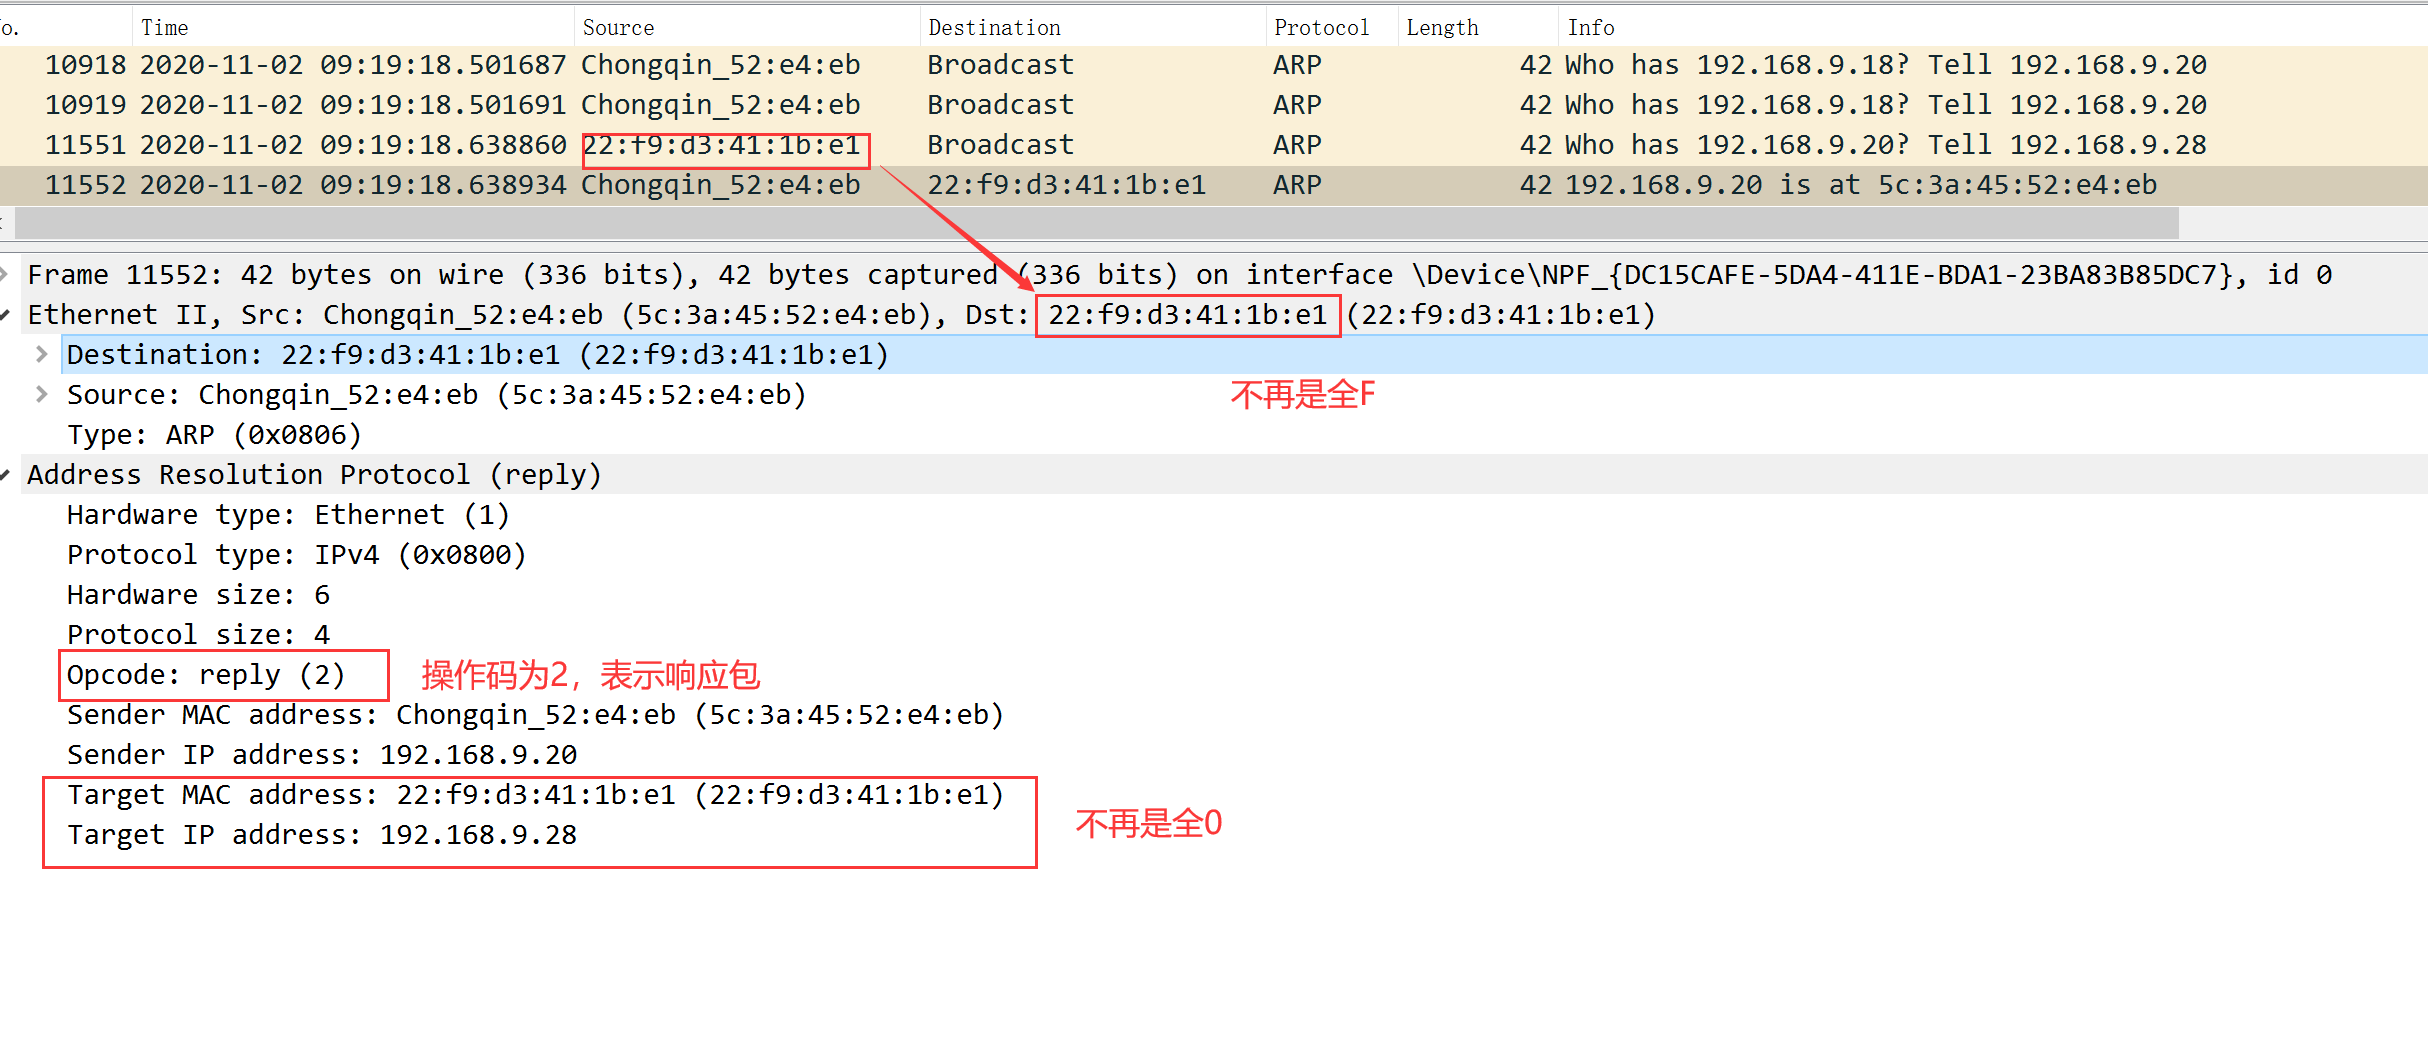 o. Time Source Destination Protocol Length Info
10918 2020-11-02 09:19:18.501687 Chongqin_52:e4:eb Broadcast ARP 42 Who has 192.168.9.18? Tell 192.168.9.20
10919 2020-11-02 09:19:18.501691 Chongqin_52:e4:eb Broadcast ARP 42 Who has 192.168.9.18? Tell 192.168.9.20
11551 2020-11-02 09:19:18.638860 22:f9:d3:41:1b:e1 Broadcast ARP 42 Who has 192.168.9.20? Tell 192.168.9.28
11552 2020-11-02 09:19:18.638934 Chongqin_52:e4:eb 22:f9:d3:41:1b:e1 ARP 42 192.168.9.20 is at 5c:3a:45:52:e4:eb
Frame 11552: 42 bytes on wire (336 bits), 42 bytes captured (336 bits) on interface \Device\NPF_{DC15CAFE-5DA4-411E-BDA1-23BA83B85DC7}, id 0
Ethernet II, Src: Chongqin_52:e4:eb (5c:3a:45:52:e4:eb), Dst: 22:f9:d3:41:1b:e1 (22:f9:d3:41:1b:e1)
Destination: 22:f9:d3:41:1b:e1 (22:f9:d3:41:1b:e1)
Source: Chongqin_52:e4:eb (5c:3a:45:52:e4:eb)
不再是全F
Type: ARP (0x0806)
Address Resolution Protocol (reply)
Hardware type: Ethernet (1)
Protocol type: IPv4 (0x0800)
Hardware size: 6
Protocol size: 4
Opcode: reply (2)
操作码为2，表示响应包
Sender MAC address: Chongqin_52:e4:eb (5c:3a:45:52:e4:eb)
Sender IP address: 192.168.9.20
Target MAC address: 22:f9:d3:41:1b:e1 (22:f9:d3:41:1b:e1)
Target IP address: 192.168.9.28
不再是全0